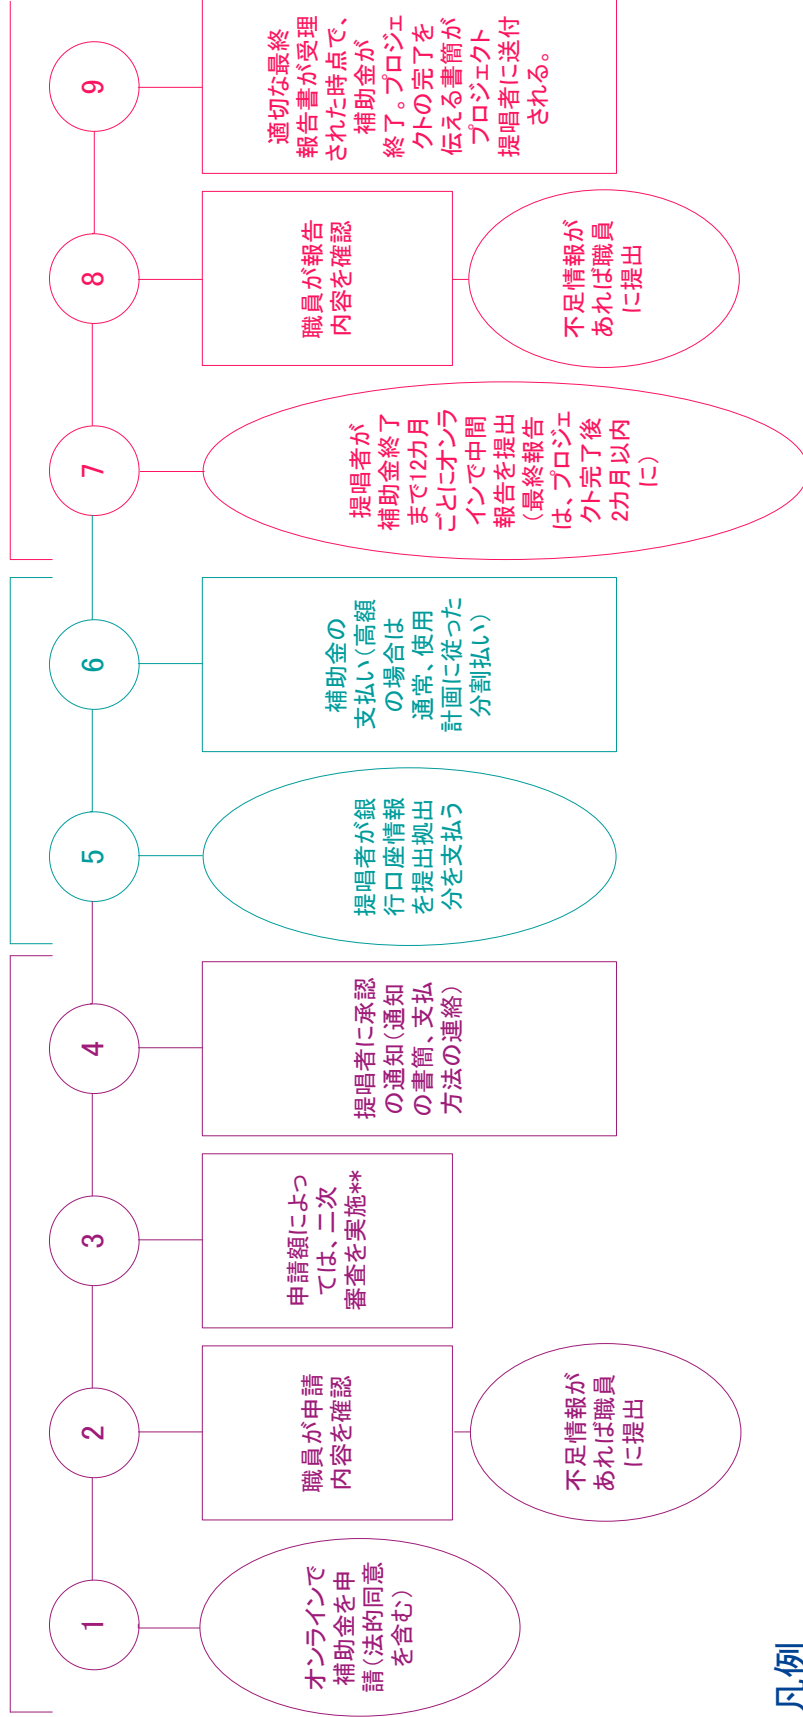 1
オンラインで
補助金を申
請(法的同意
を含む)
2
職員が申請
内容を確認
不足情報が
あれば職員
に提出
3
申請額によっ
ては、二次
審査を実施**
4
提唱者に承認
の通知(通知
の書簡、支払
方法の連絡)
5
提唱者が銀
行口座情報
を提出拠出
分を支払う
6
補助金の
支払い(高額
の場合は
通常、使用
計画に従った
分割払い)
7
提唱者が
補助金終了
まで12カ月
ごとにオンラ
インで中間
報告を提出
(最終報告
は、プロジェ
クト完了後
2カ月以内
に)
8
職員が報告
内容を確認
不足情報が
あれば職員
に提出
9
適切な最終
報告書が受理
された時点で、
補助金が
終了。プロジェ
クトの完了を
伝える書簡が
プロジェクト
提唱者に送付
される。
凡例